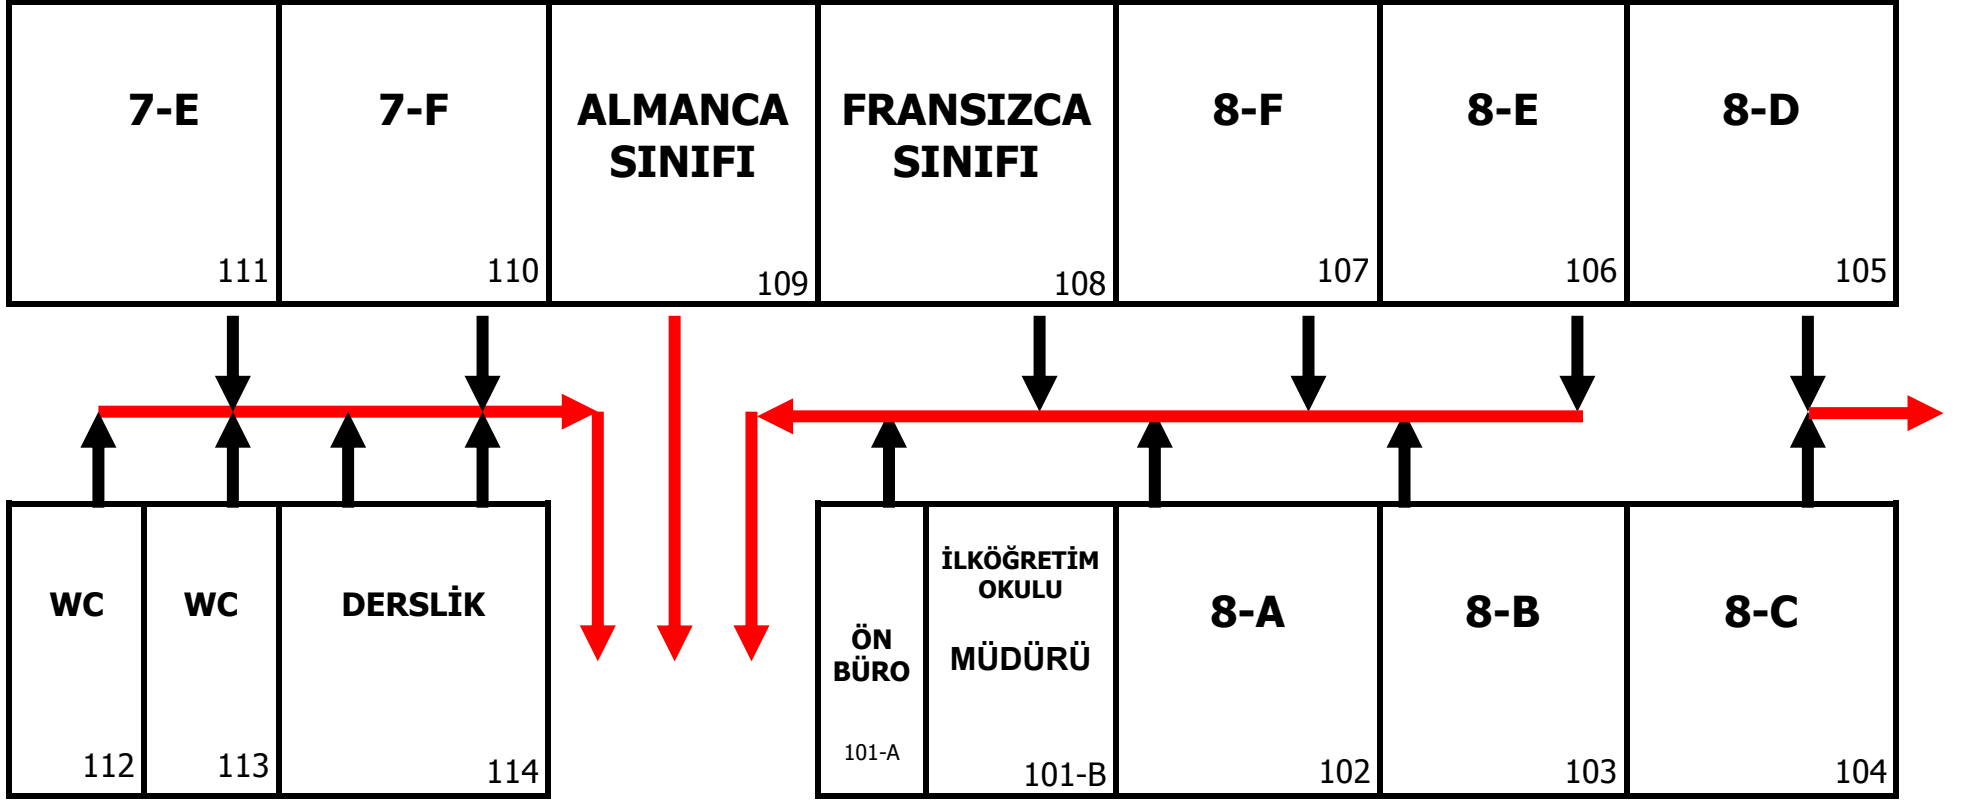 7-E
111
7-F
110
ALMANCA
SINIFI
109
FRANSIZCA
SINIFI
108
8-F
107
8-E
106
8-D
105
WC
112
WC
113
DERSLİK
114
ÖN
BÜRO
101-A
İLKÖĞRETİM
OKULU
MÜDÜRÜ
101-B
8-A
102
8-B
103
8-C
104